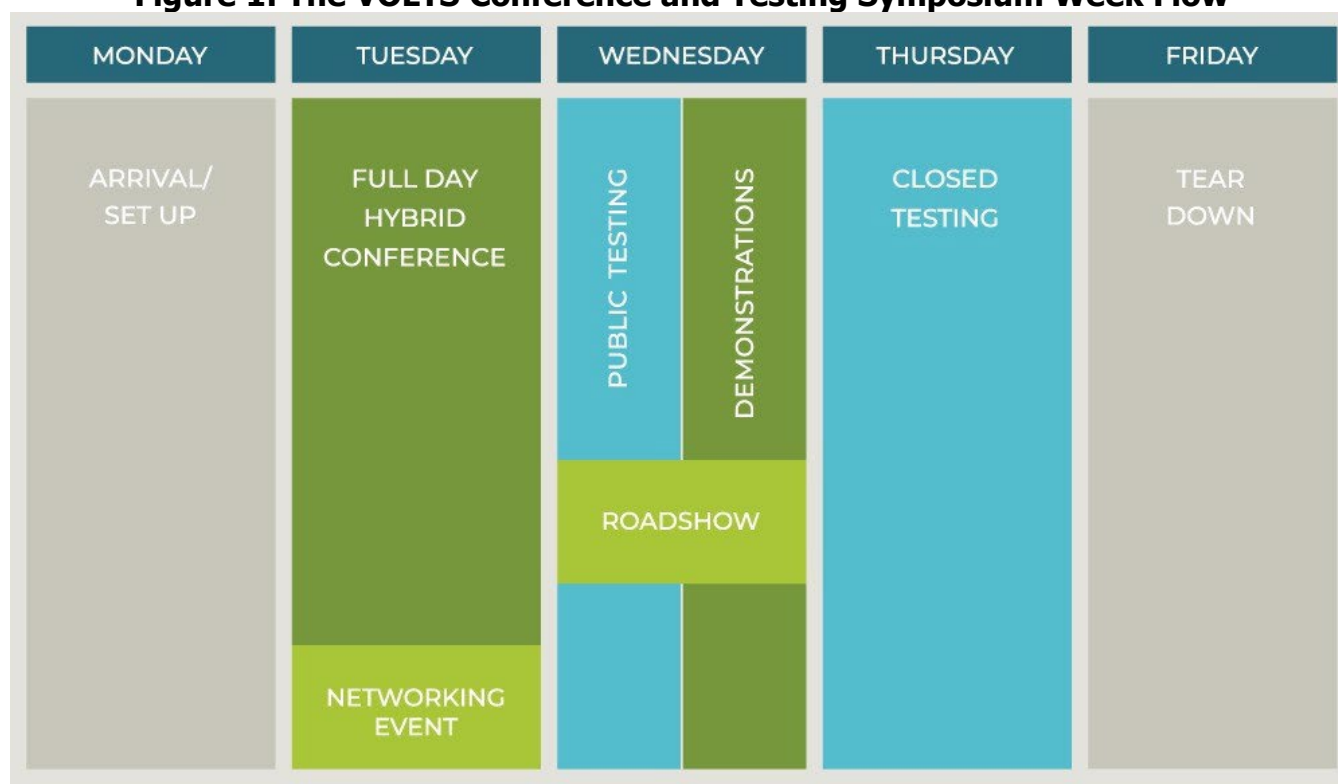 Figure 1: The VOLTS Conference and Testing Symposium Week Flow
MONDAY
TUESDAY
WEDNESDAY
THURSDAY
FRIDAY
ARRIVAL/
SET UP
FULL DAY
HYBRID
CONFERENCE
NETWORKING
EVENT
PUBLIC TESTING
DEMONSTRATIONS
ROADSHOW
CLOSED
TESTING
TEAR
DOWN